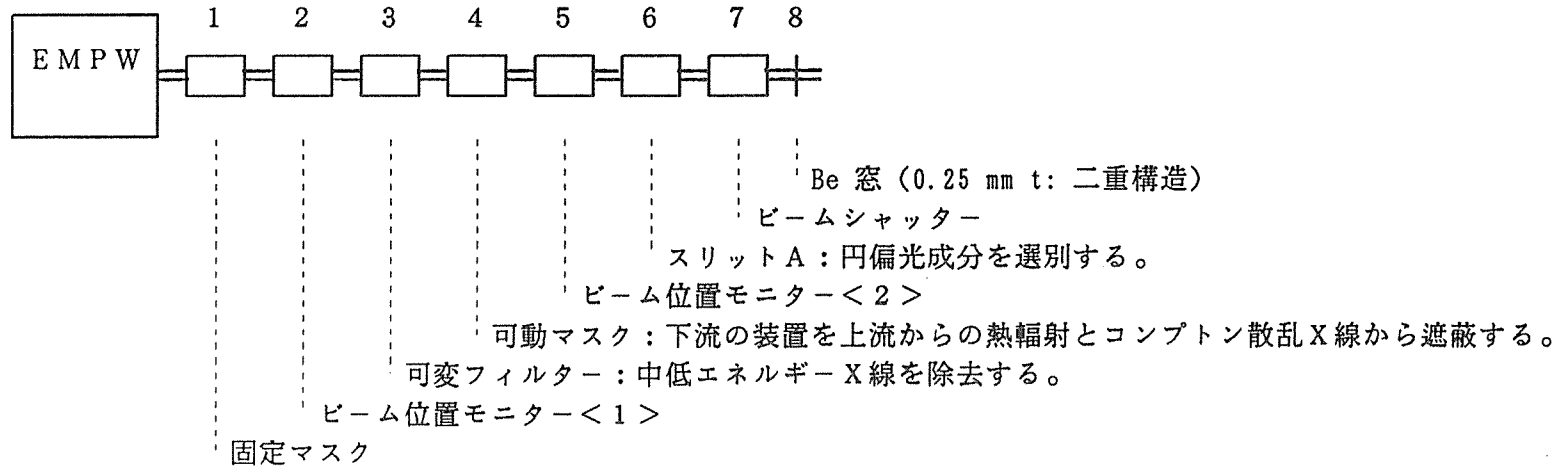 1 2 3 4 5 6 7 8
EMPW
Be 窓（0.25 mm t: 二重構造）
ビームシャッター
スリットA：円偏光成分を選別する。
ビーム位置モニター＜2＞
可動マスク：下流の装置を上流からの熱輻射とコンプトン散乱X線から遮蔽する。
可変フィルター：中低エネルギーX線を除去する。
ビーム位置モニター＜1＞
固定マスク